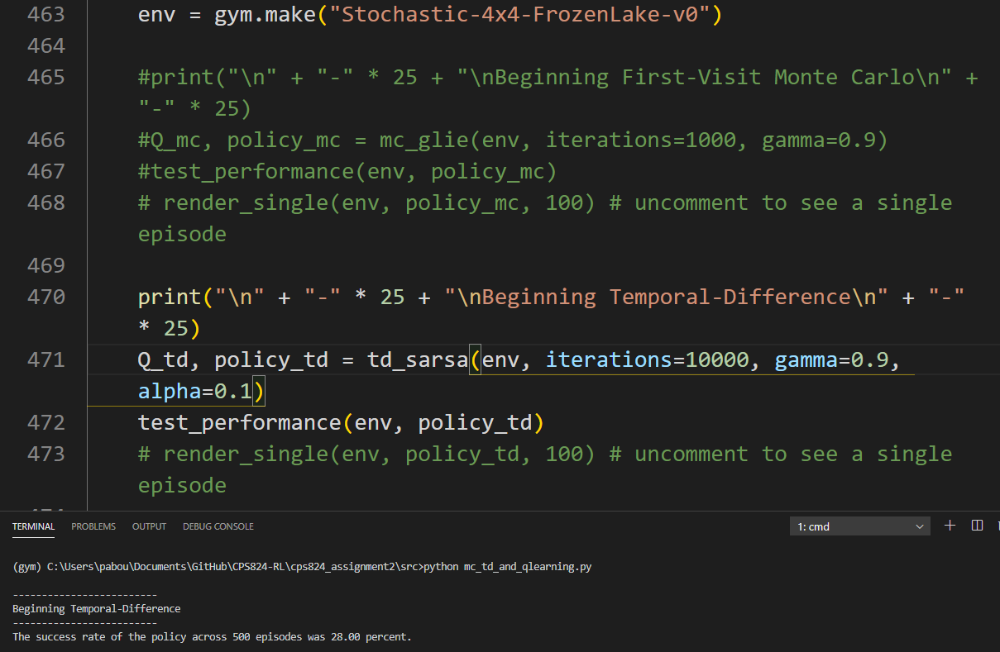 463 env = gym.make("Stochastic-4x4-FrozenLake-v0")
464
465 #print("\n" + "-" * 25 + "\nBeginning First-Visit Monte Carlo\n" +
"-" * 25)
466 #Q_mc, policy_mc = mc_glie(env, iterations=1000, gamma=0.9)
467 #test_performance(env, policy_mc)
468 # render_single(env, policy_mc, 100) # uncomment to see a single
episode
469
470 print("\n" + "-" * 25 + "\nBeginning Temporal-Difference\n" + "-"
* 25)
471 Q_td, policy_td = td_sarsa(env, iterations=10000, gamma=0.9,
alpha=0.1)
472 test_performance(env, policy_td)
473 # render_single(env, policy_td, 100) # uncomment to see a single
episode
TERMINAL PROBLEMS OUTPUT DEBUG CONSOLE 1: cmd
(gym) C:\Users\pabou\Documents\GitHub\CPS824-RL\cps824_assignment2\src>python mc_td_and_qlearning.py
-------------------------
Beginning Temporal-Difference
-------------------------
The success rate of the policy across 500 episodes was 28.00 percent.